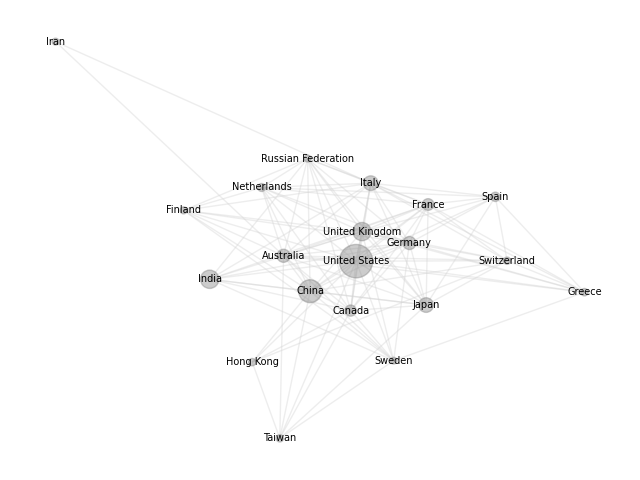 Iran
Russian Federation
Italy
Netherlands
Spain
France
Finland
United Kingdom
Germany
Australia
United States
Switzerland
India
China
Greece
Japan
Canada
Hong Kong
Sweden
Taiwan